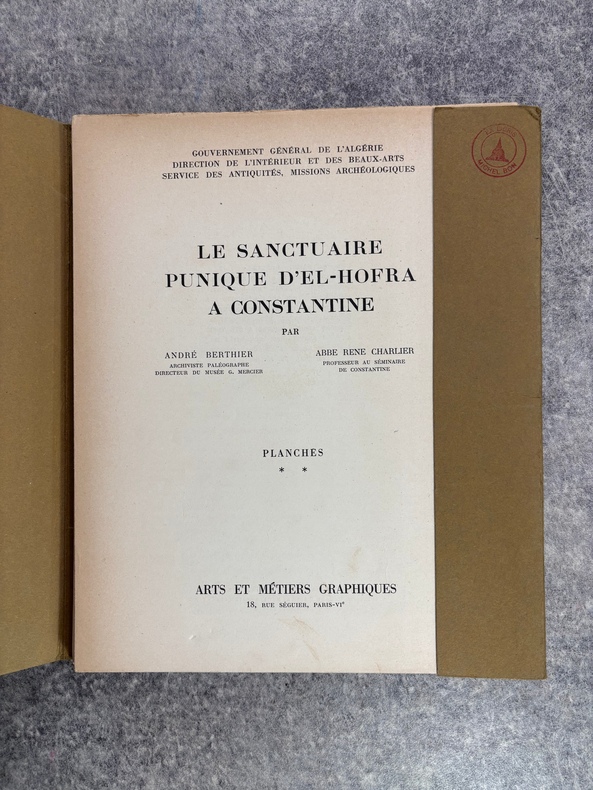 GOUVERNEMENT GÉNÉRAL DE L'ALGÉRIE
DIRECTION DE L'INTÉRIEUR ET DES BEAUX-ARTS
SERVICE DES ANTIQUITÉS, MISSIONS ARCHÉOLOGIQUES
LE SANCTUAIRE
PUNIQUE D'EL-HOFRA
A CONSTANTINE
PAR
ANDRÉ BERTHIER
ARCHIVISTE PALÉOGRAPHE
DIRECTEUR DU MUSÉE G. MERCIER
ABBE RENE CHARLIER
PROFESSEUR AU SÉMINAIRE
DE CONSTANTINE
PLANCHES
* *
ARTS ET MÉTIERS GRAPHIQUES
18, RUE SÉGUIER, PARIS-VIe
MICHEL BON